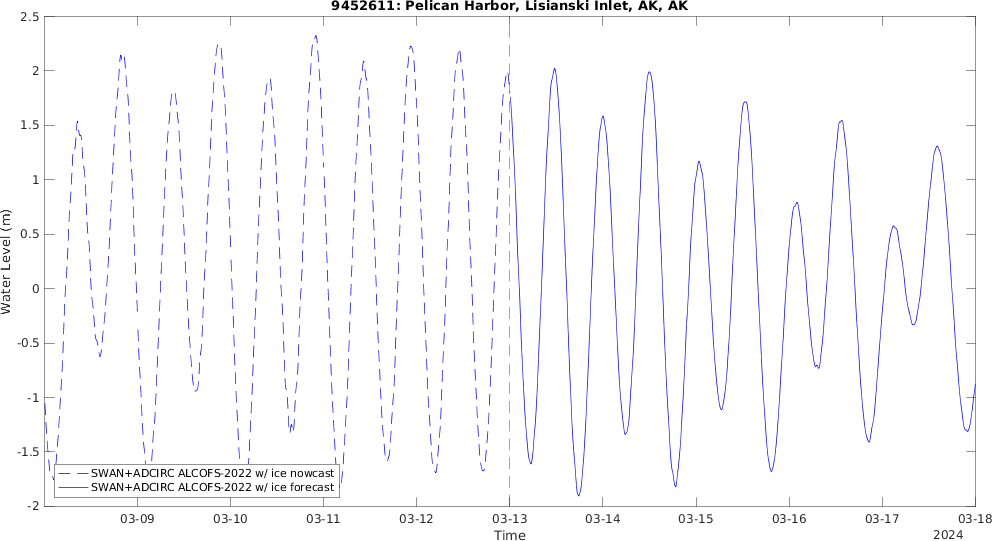 9452611: Pelican Harbor, Lisianski Inlet, AK, AK
2.5
2
1.5
1
0.5
0
-0.5
-1
-1.5
-2
Water Level (m)
SWAN+ADCIRC ALCOFS-2022 w/ ice nowcast
SWAN+ADCIRC ALCOFS-2022 w/ ice forecast
03-09 03-10 03-11 03-12 03-13 03-14 03-15 03-16 03-17 03-18
Time
2024